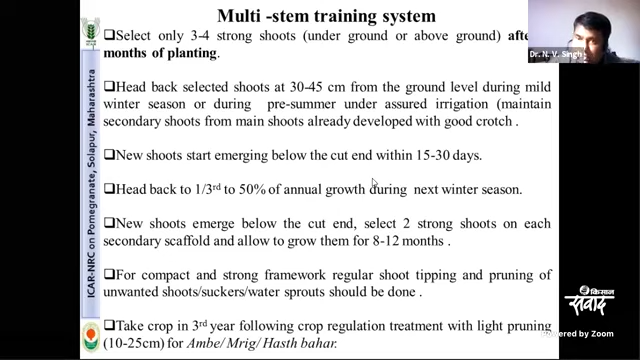 Multi -stem training system
❑Select only 3-4 strong shoots (under ground or above ground) after
months of planting.
❑Head back selected shoots at 30-45 cm from the ground level during mild
winter season or during pre-summer under assured irrigation (maintain
secondary shoots from main shoots already developed with good crotch .
❑New shoots start emerging below the cut end within 15-30 days.
❑Head back to 1/3rd to 50% of annual growth during next winter season.
❑New shoots emerge below the cut end, select 2 strong shoots on each
secondary scaffold and allow to grow them for 8-12 months .
❑For compact and strong framework regular shoot tipping and pruning of
unwanted shoots/suckers/water sprouts should be done .
❑Take crop in 3rd year following crop regulation treatment with light pruning
(10-25cm) for Ambe/ Mrig/ Hasth bahar.
ICAR-NRC on Pomegranate, Solapur, Maharashtra
Dr. N. V. Singh
किसान
संवाद
Powered by Zoom